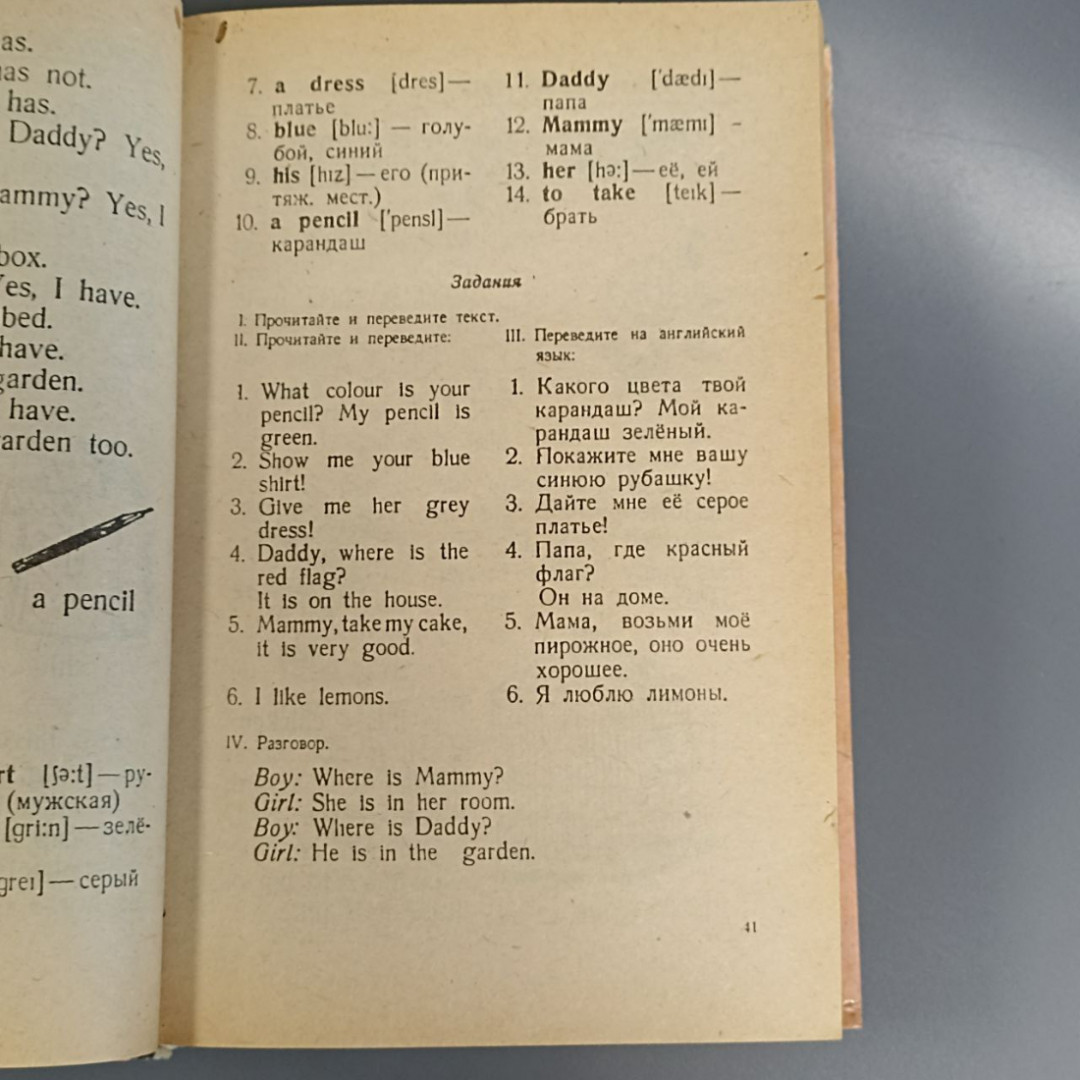 as.
as not.
has.
Daddy? Yes,
ammy? Yes, I
box.
es, I have.
bed.
have.
garden.
have.
arden too.
a pencil
rt [ʃə:t] — ру-
(мужская)
[gri:n] — зелё-
greı] — серый
7. a dress [dres] —
платье
8. blue [blu:] — голу-
бой, синий
9. his [hız] — его (при-
тяж. мест.)
10. a pencil ['pensl] —
карандаш
11. Daddy ['dædı] —
папа
12. Mammy ['mæmı] -
мама
13. her [hə:] — её, ей
14. to take [teık] —
брать
Задания
I. Прочитайте и переведите текст.
II. Прочитайте и переведите:
1. What colour is your
pencil? My pencil is
green.
2. Show me your blue
shirt!
3. Give me her grey
dress!
4. Daddy, where is the
red flag?
It is on the house.
5. Mammy, take my cake,
it is very good.
6. I like lemons.
III. Переведите на английский
язык:
1. Какого цвета твой
карандаш? Мой ка-
рандаш зелёный.
2. Покажите мне вашу
синюю рубашку!
3. Дайте мне её серое
платье!
4. Папа, где красный
флаг?
Он на доме.
5. Мама, возьми моё
пирожное, оно очень
хорошее.
6. Я люблю лимоны.
IV. Разговор.
Boy: Where is Mammy?
Girl: She is in her room.
Boy: Where is Daddy?
Girl: He is in the garden.
41